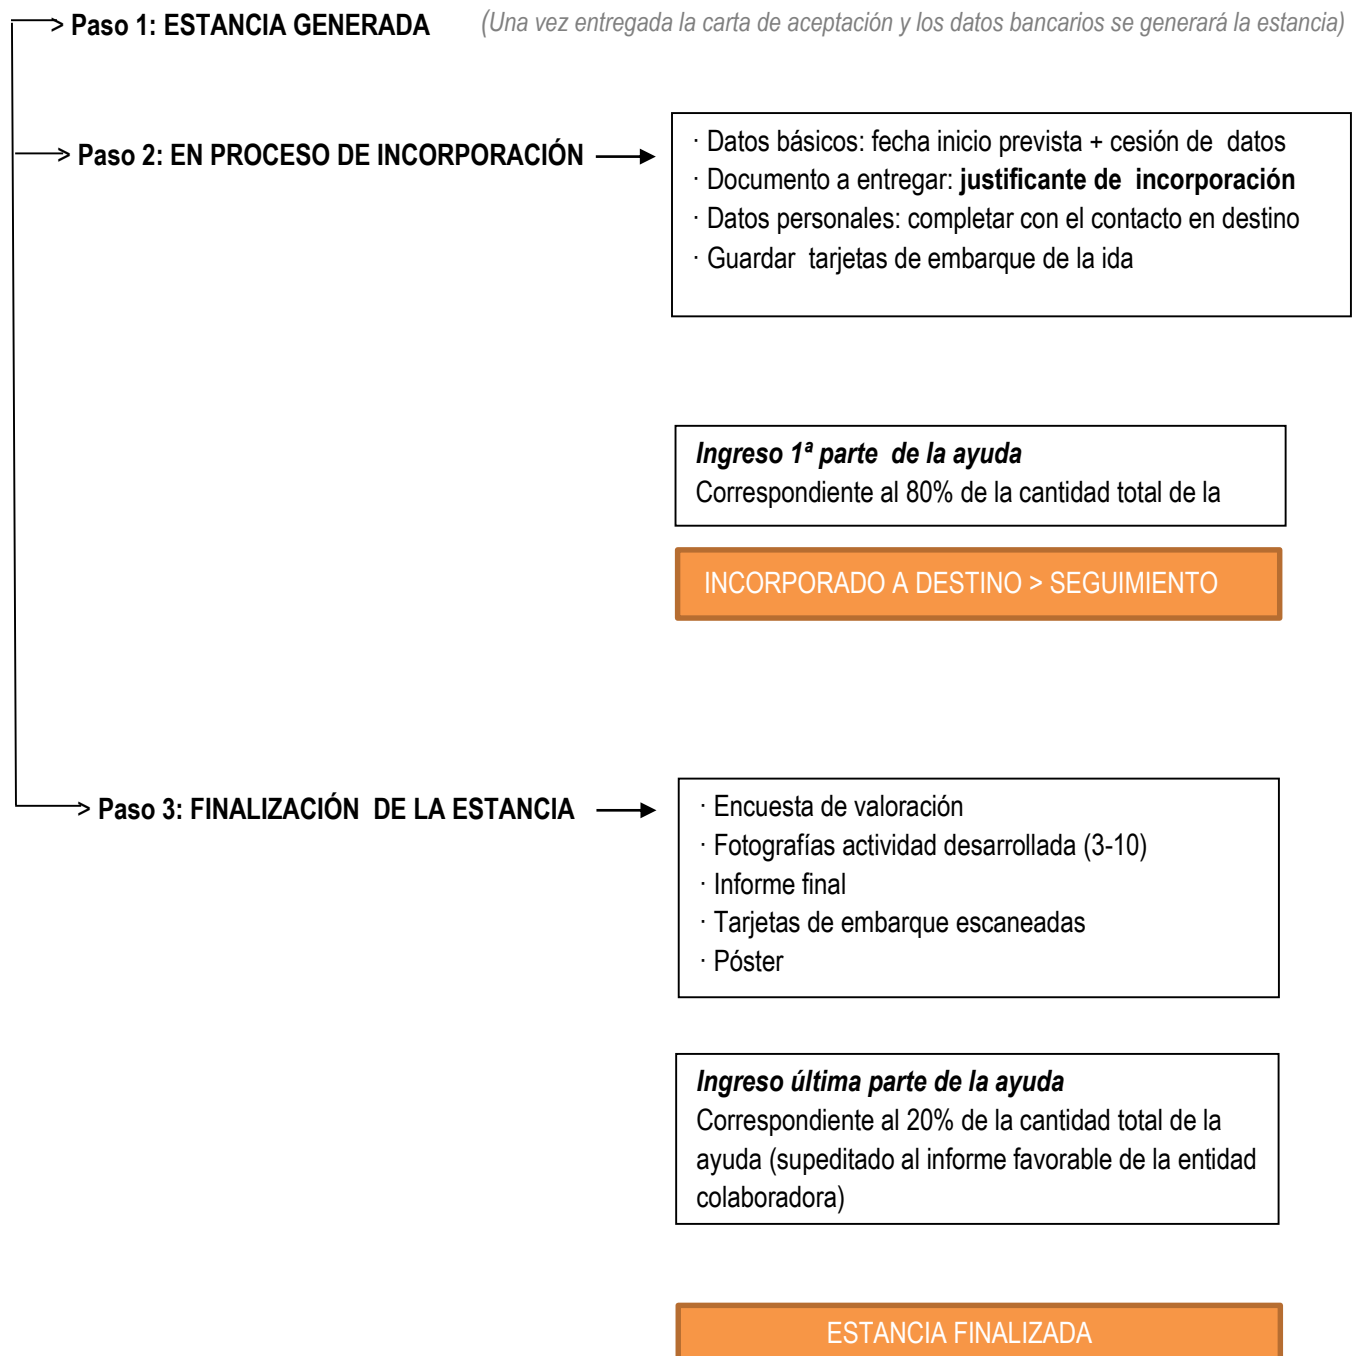 > Paso 1: ESTANCIA GENERADA (Una vez entregada la carta de aceptación y los datos bancarios se generará la estancia)
> Paso 2: EN PROCESO DE INCORPORACIÓN
· Datos básicos: fecha inicio prevista + cesión de datos
· Documento a entregar: justificante de incorporación
· Datos personales: completar con el contacto en destino
· Guardar tarjetas de embarque de la ida
Ingreso 1ª parte de la ayuda
Correspondiente al 80% de la cantidad total de la
INCORPORADO A DESTINO > SEGUIMIENTO
> Paso 3: FINALIZACIÓN DE LA ESTANCIA
· Encuesta de valoración
· Fotografías actividad desarrollada (3-10)
· Informe final
· Tarjetas de embarque escaneadas
· Póster
Ingreso última parte de la ayuda
Correspondiente al 20% de la cantidad total de la
ayuda (supeditado al informe favorable de la entidad
colaboradora)
ESTANCIA FINALIZADA